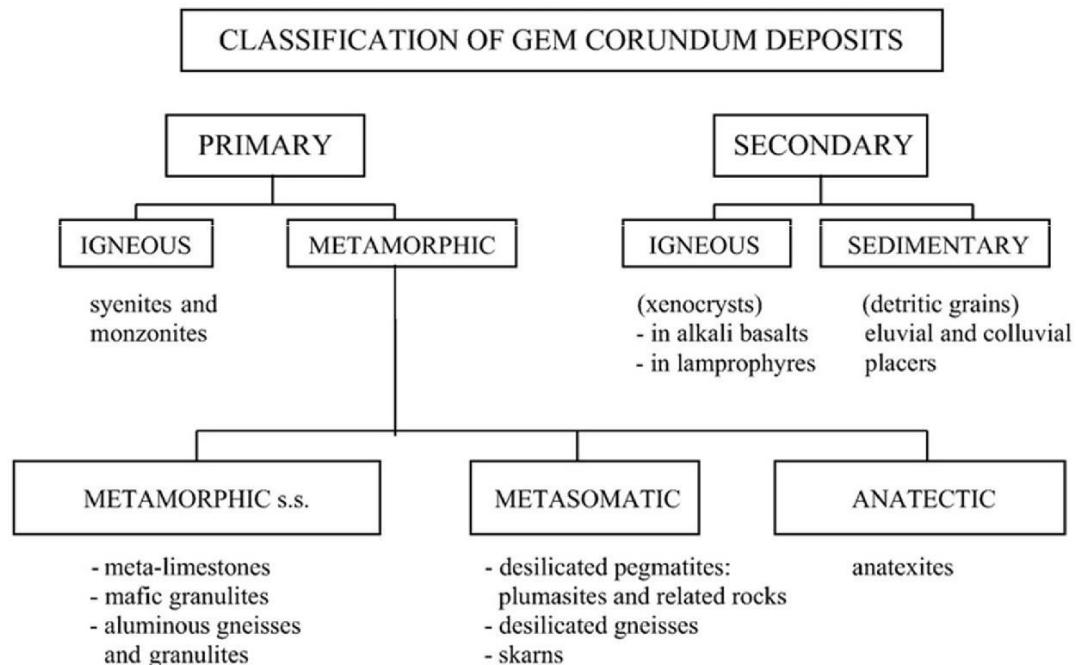 CLASSIFICATION OF GEM CORUNDUM DEPOSITS
PRIMARY
SECONDARY
IGNEOUS
METAMORPHIC
IGNEOUS
SEDIMENTARY
syenites and
monzonites
(xenocrysts)
- in alkali basalts
- in lamprophyres
(detritic grains)
eluvial and colluvial
placers
METAMORPHIC s.s.
METASOMATIC
ANATECTIC
- meta-limestones
- mafic granulites
- aluminous gneisses
and granulites
- desilicated pegmatites:
plumasites and related rocks
- desilicated gneisses
- skarns
anatexites